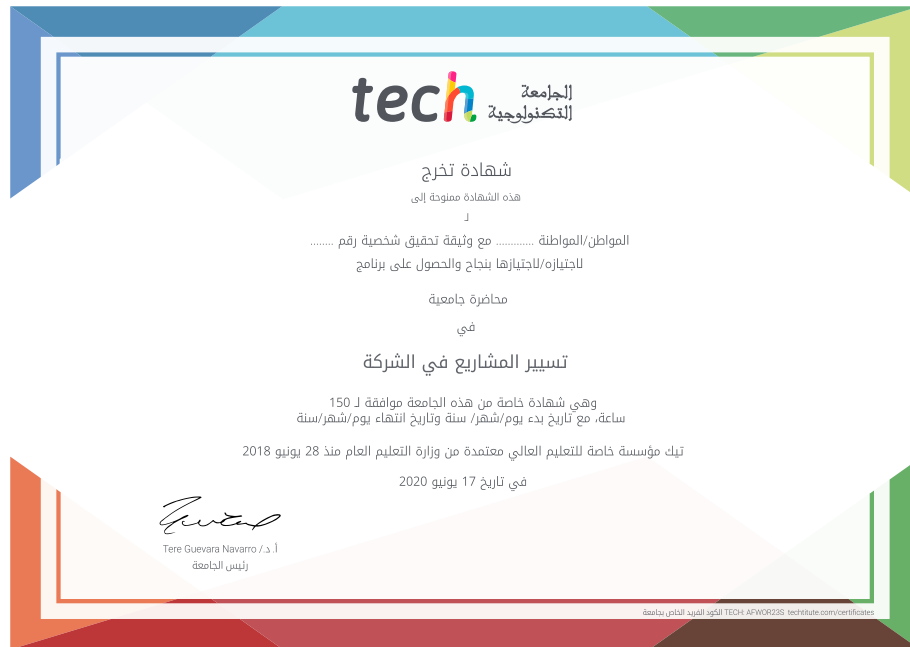 tech الجامعة
التكنولوجية
شهادة تخرج
هذه الشهادة ممنوحة إلى
لـ
المواطن/المواطنة ............. مع وثيقة تحقيق شخصية رقم ........
لاجتيازه/لاجتيازها بنجاح والحصول على برنامج
محاضرة جامعية
في
تسيير المشاريع في الشركة
وهي شهادة خاصة من هذه الجامعة موافقة لـ 150
ساعة، مع تاريخ بدء يوم/شهر/ سنة وتاريخ انتهاء يوم/شهر/سنة
تيك مؤسسة خاصة للتعليم العالي معتمدة من وزارة التعليم العام منذ 28 يونيو 2018
في تاريخ 17 يونيو 2020
أ.د./ Tere Guevara Navarro
رئيس الجامعة
الكود الفريد الخاص بجامعة TECH: AFWOR23S techtitute.com/certificates